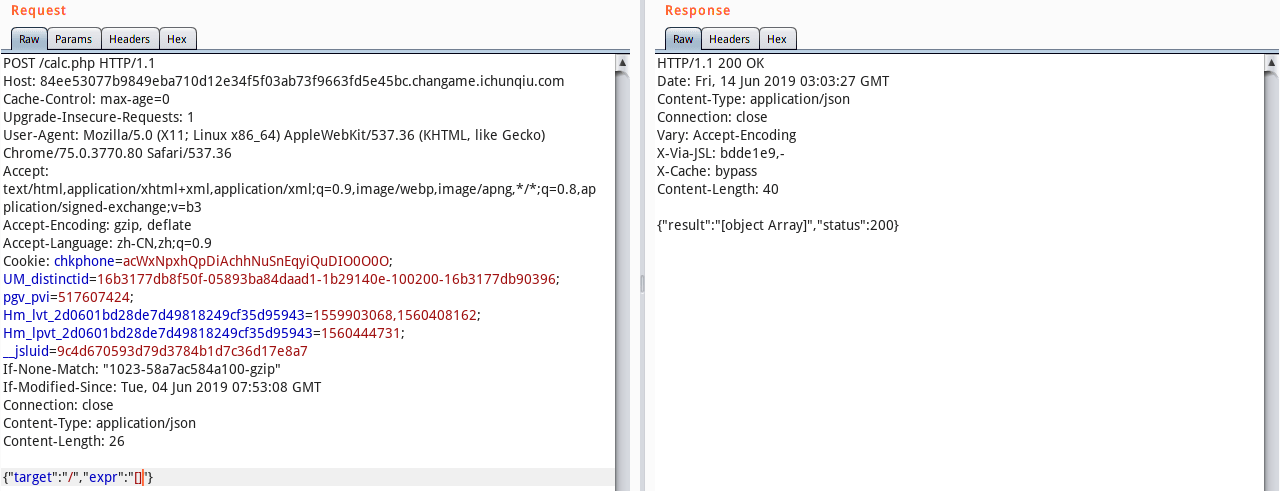 Request
Raw Params Headers Hex
POST /calc.php HTTP/1.1
Host: 84ee53077b9849eba710d12e34f5f03ab73f9663fd5e45bc.changame.ichunqiu.com
Cache-Control: max-age=0
Upgrade-Insecure-Requests: 1
User-Agent: Mozilla/5.0 (X11; Linux x86_64) AppleWebKit/537.36 (KHTML, like Gecko)
Chrome/75.0.3770.80 Safari/537.36
Accept:
text/html,application/xhtml+xml,application/xml;q=0.9,image/webp,image/apng,*/*;q=0.8,ap
plication/signed-exchange;v=b3
Accept-Encoding: gzip, deflate
Accept-Language: zh-CN,zh;q=0.9
Cookie: chkphone=acWxNpxhQpDiAchhNuSnEqyiQuDIO0O0O;
UM_distinctid=16b3177db8f50f-05893ba84daad1-1b29140e-100200-16b3177db90396;
pgv_pvi=517607424;
Hm_lvt_2d0601bd28de7d49818249cf35d95943=1559903068,1560408162;
Hm_lpvt_2d0601bd28de7d49818249cf35d95943=1560444731;
__jsluid=9c4d670593d79d3784b1d7c36d17e8a7
If-None-Match: "1023-58a7ac584a100-gzip"
If-Modified-Since: Tue, 04 Jun 2019 07:53:08 GMT
Connection: close
Content-Type: application/json
Content-Length: 26
{"target":"/","expr":"[]"}
Response
Raw Headers Hex
HTTP/1.1 200 OK
Date: Fri, 14 Jun 2019 03:03:27 GMT
Content-Type: application/json
Connection: close
Vary: Accept-Encoding
X-Via-JSL: bdde1e9,-
X-Cache: bypass
Content-Length: 40
{"result":"[object Array]","status":200}